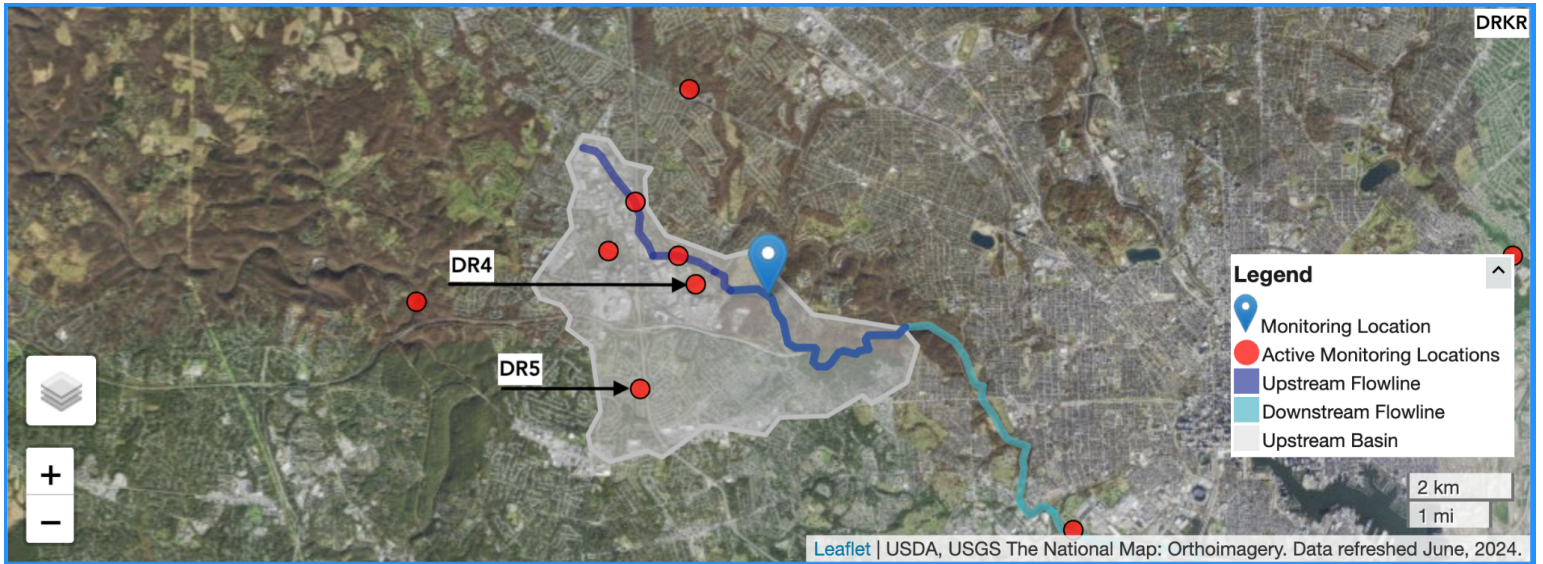 DRKR
DR4
DR5
Legend
Monitoring Location
Active Monitoring Locations
Upstream Flowline
Downstream Flowline
Upstream Basin
+
−
2 km
1 mi
Leaflet | USDA, USGS The National Map: Orthoimagery. Data refreshed June, 2024.